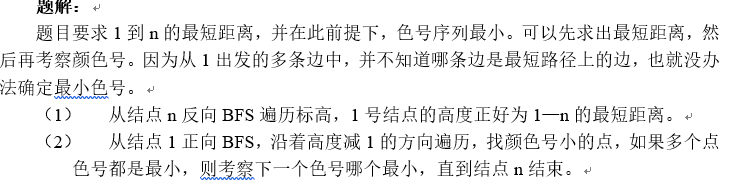 题解：
题目要求 1 到 n 的最短距离，并在此前提下，色号序列最小。可以先求出最短距离，然
后再考察颜色号。因为从 1 出发的多条边中，并不知道哪条边是最短路径上的边，也就没办
法确定最小色号。
（1） 从结点 n 反向 BFS 遍历标高，1 号结点的高度正好为 1—n 的最短距离。
（2） 从结点 1 正向 BFS，沿着高度减 1 的方向遍历，找颜色号小的点，如果多个点
色号都是最小，则考察下一个色号哪个最小，直到结点 n 结束。